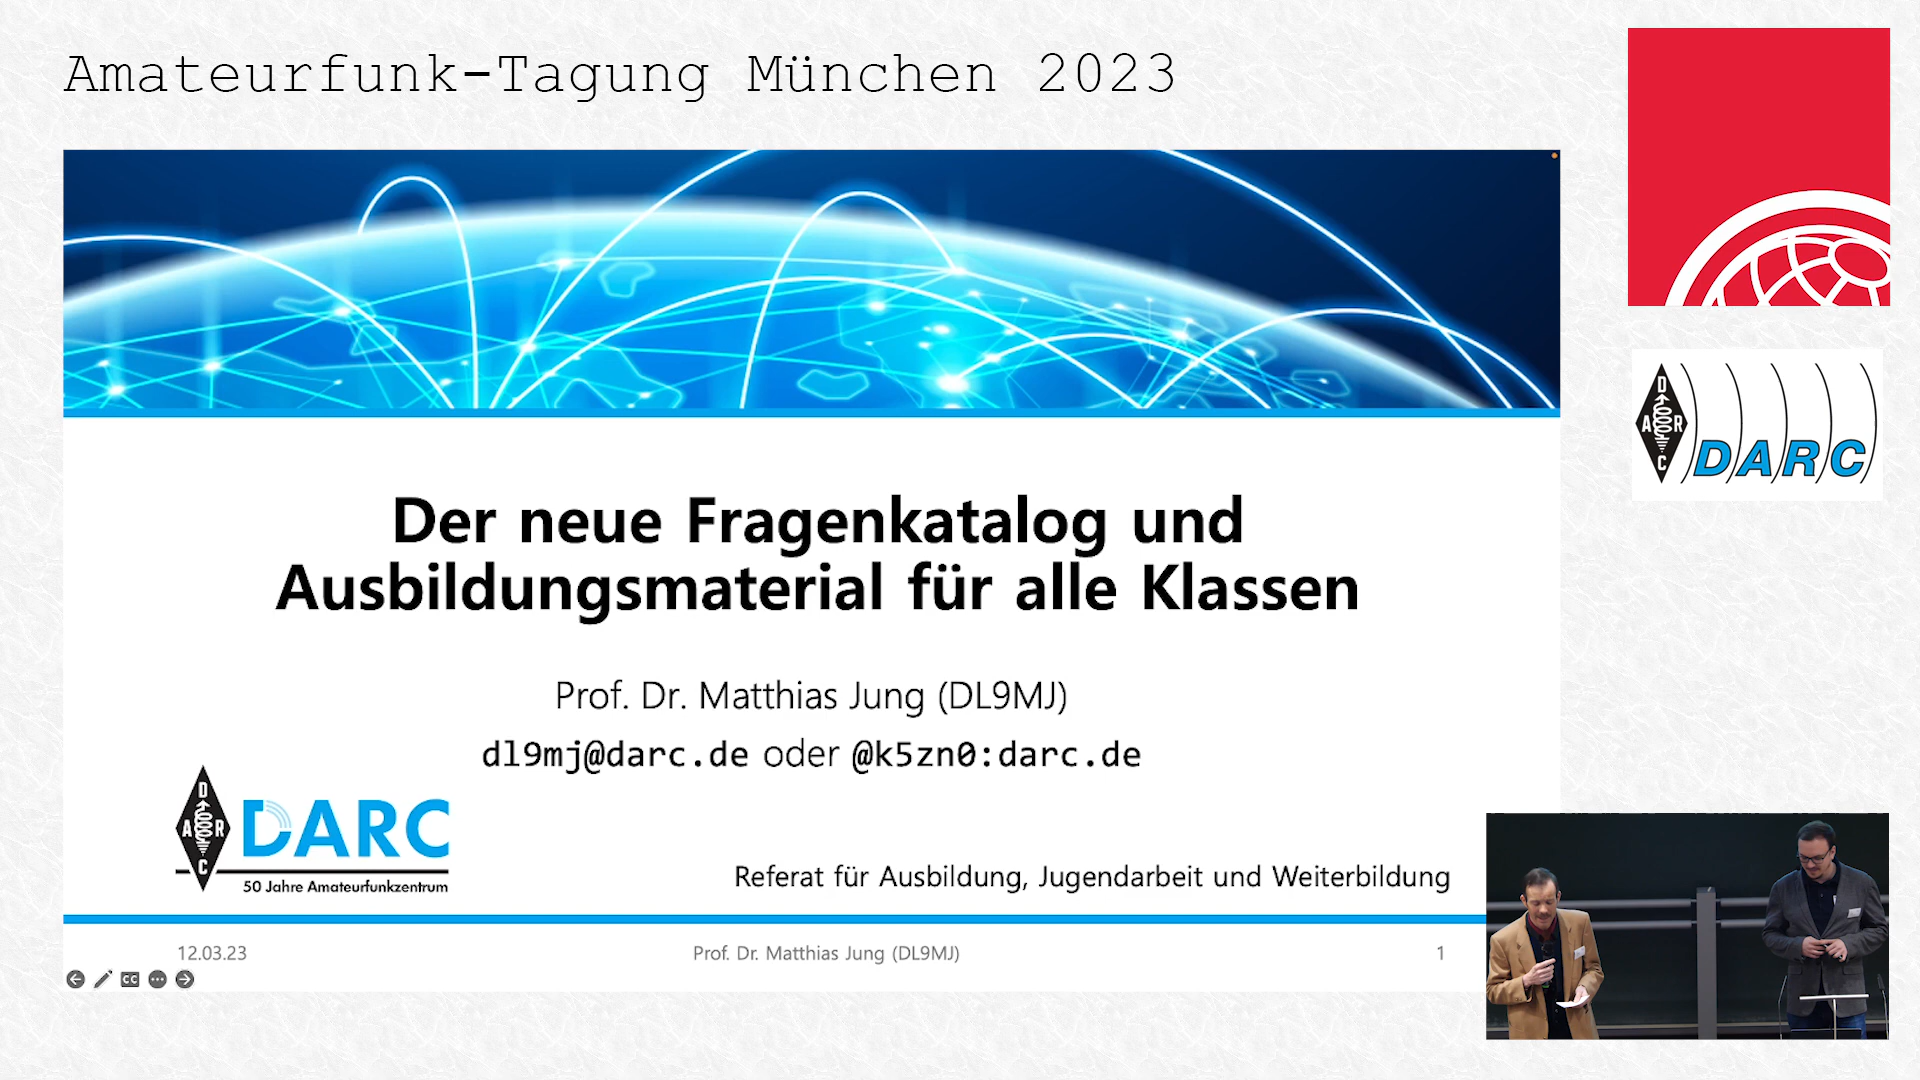 Amateurfunk-Tagung München 2023
Der neue Fragenkatalog und
Ausbildungsmaterial für alle Klassen
Prof. Dr. Matthias Jung (DL9MJ)
dl9mj@darc.de oder @k5zn0:darc.de
D
A R
C
DARC
50 Jahre Amateurfunkzentrum
Referat für Ausbildung, Jugendarbeit und Weiterbildung
12.03.23
Prof. Dr. Matthias Jung (DL9MJ)
1
CC
D
A R
C
DARC